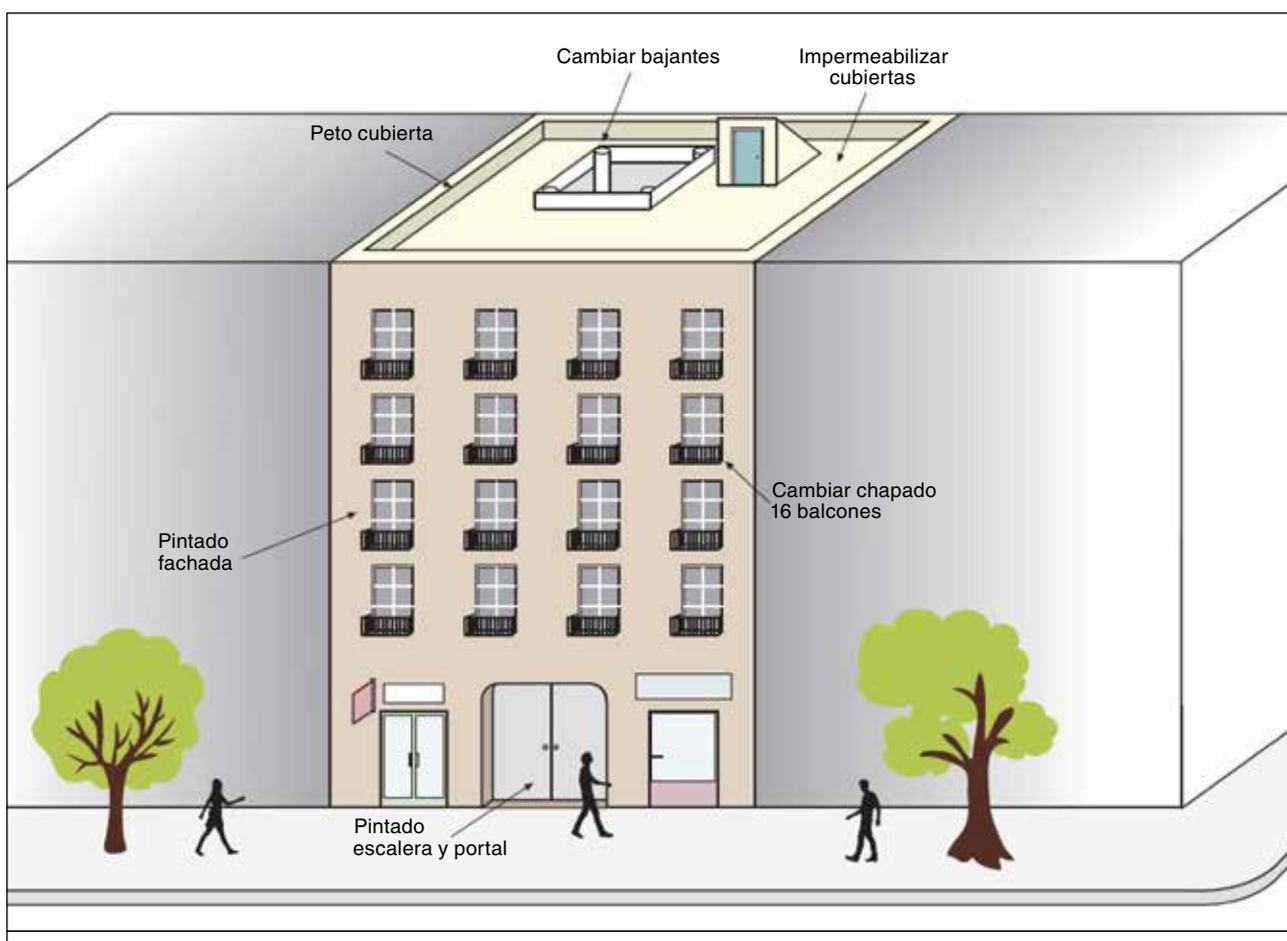 Cambiar bajantes
Impermeabilizar
cubiertas
Peto cubierta
Cambiar chapado
16 balcones
Pintado
fachada
Pintado
escalera y portal